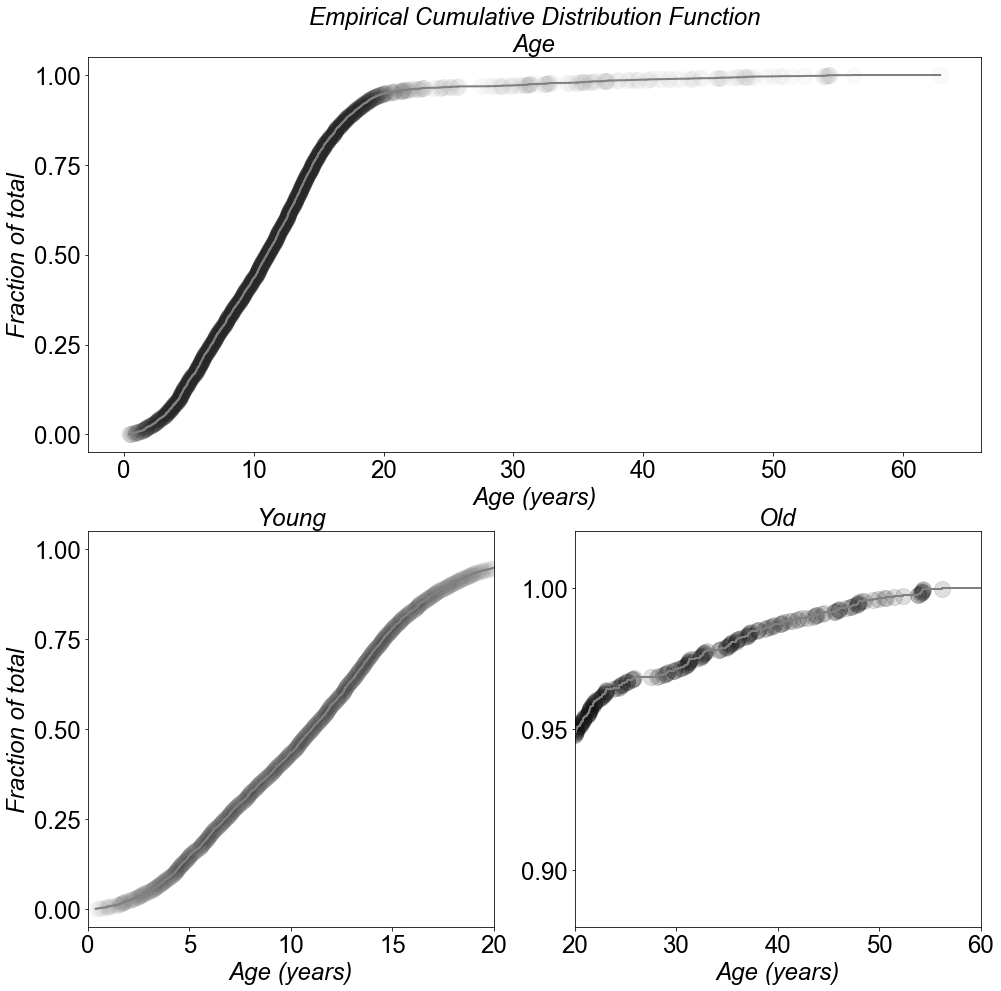 Empirical Cumulative Distribution Function
Age
1.00
0.75
0.50
0.25
0.00
Fraction of total
0 10 20 30 40 50 60
Age (years)
Young
1.00
0.75
0.50
0.25
0.00
Fraction of total
0 5 10 15 20
Age (years)
Old
1.00
0.95
0.90
20 30 40 50 60
Age (years)